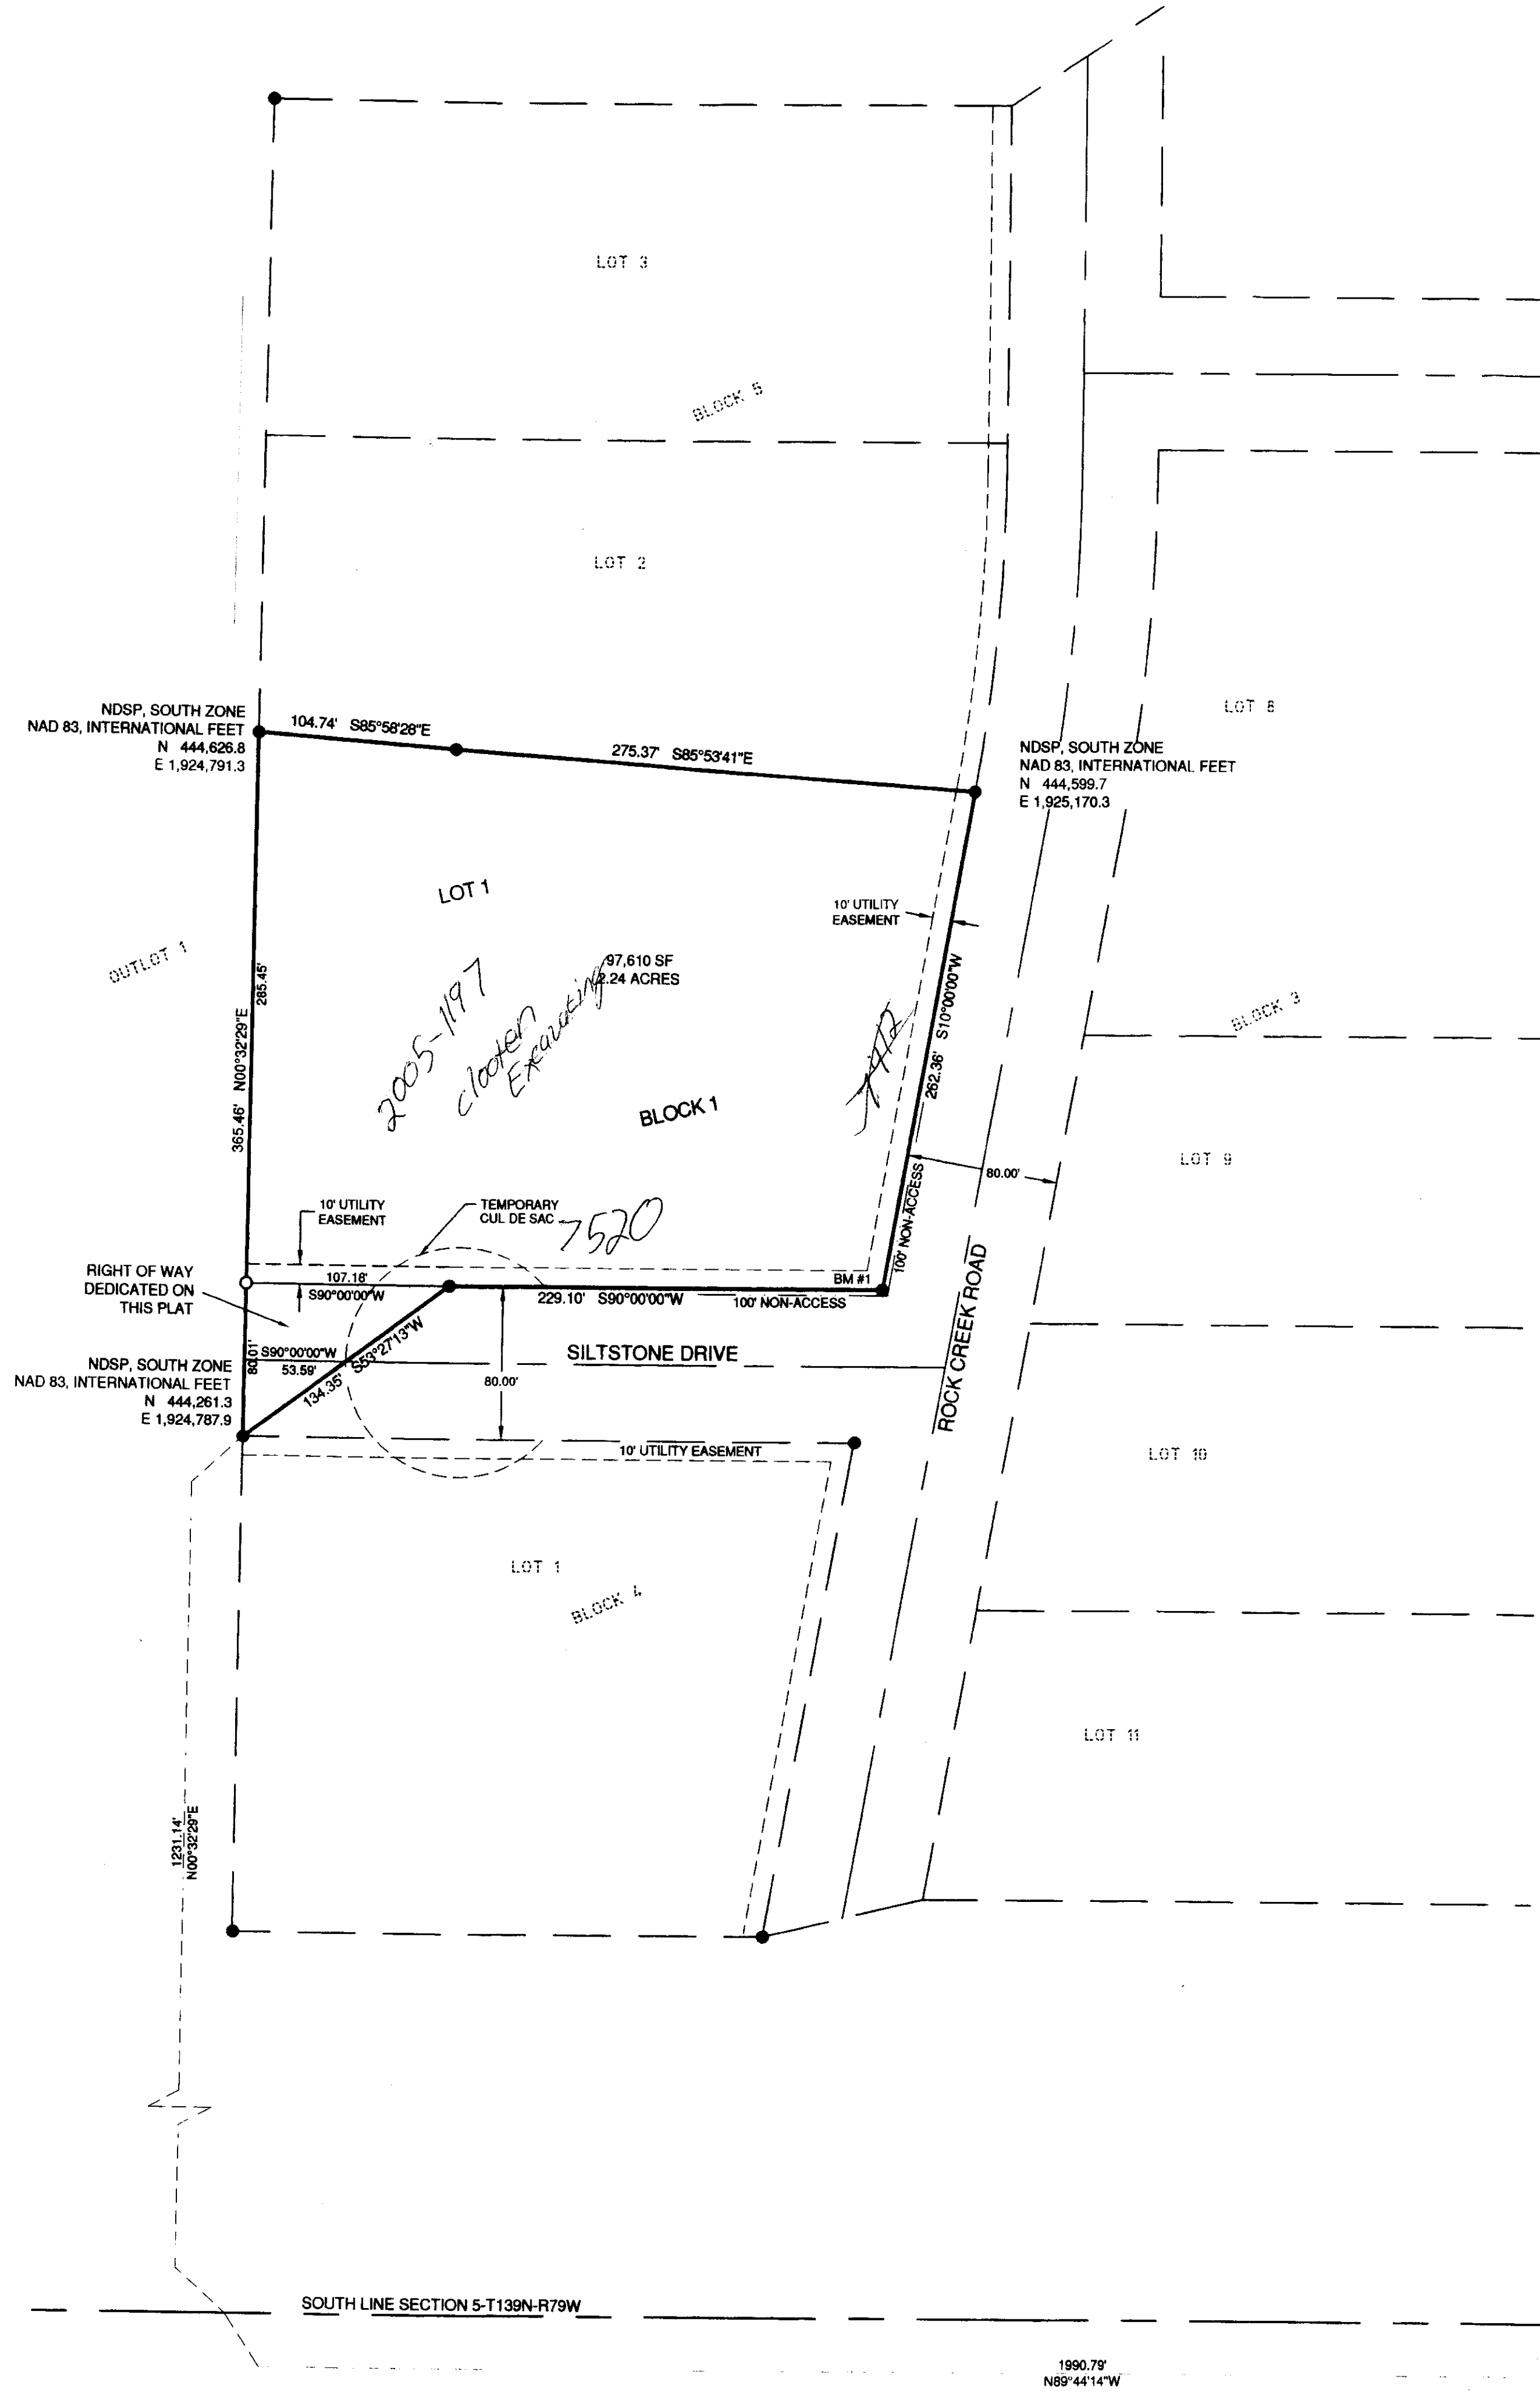 LOT 3
BLOCK 5
LOT 2
LOT 8
NDSP, SOUTH ZONE
NAD 83, INTERNATIONAL FEET
N 444,626.8
E 1,924,791.3
104.74' S85°58'28"E
275.37' S85°53'41"E
NDSP, SOUTH ZONE
NAD 83, INTERNATIONAL FEET
N 444,599.7
E 1,925,170.3
LOT 1
10' UTILITY
EASEMENT
OUTLOT 1
285.45'
365.46' N00°32'29"E
97,610 SF
2.24 ACRES
2005-1197
clooten
Excavating
262.36' S10°00'00"W
BLOCK 3
BLOCK 1
LOT 9
80.00'
100' NON-ACCESS
10' UTILITY
EASEMENT
TEMPORARY
CUL DE SAC
7520
RIGHT OF WAY
DEDICATED ON
THIS PLAT
107.18'
S90°00'00"W
BM #1
229.10' S90°00'00"W
100' NON-ACCESS
ROCK CREEK ROAD
80.01'
S90°00'00"W
53.59'
134.35' S53°27'13"W
SILTSTONE DRIVE
80.00'
NDSP, SOUTH ZONE
NAD 83, INTERNATIONAL FEET
N 444,261.3
E 1,924,787.9
10' UTILITY EASEMENT
LOT 10
LOT 1
BLOCK 4
LOT 11
1231.14'
N00°32'29"E
SOUTH LINE SECTION 5-T139N-R79W
1990.79'
N89°44'14"W